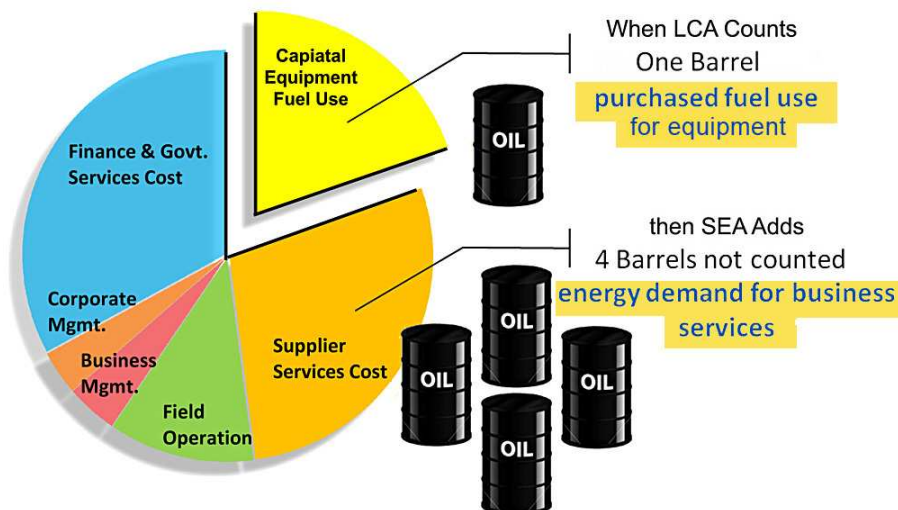 Capiatal
Equipment
Fuel Use
Finance & Govt.
Services Cost
Corporate
Mgmt.
Business
Mgmt.
Field
Operation
Supplier
Services Cost
When LCA Counts
One Barrel
purchased fuel use
for equipment
OIL
then SEA Adds
4 Barrels not counted
energy demand for business
services
OIL
OIL
OIL
OIL